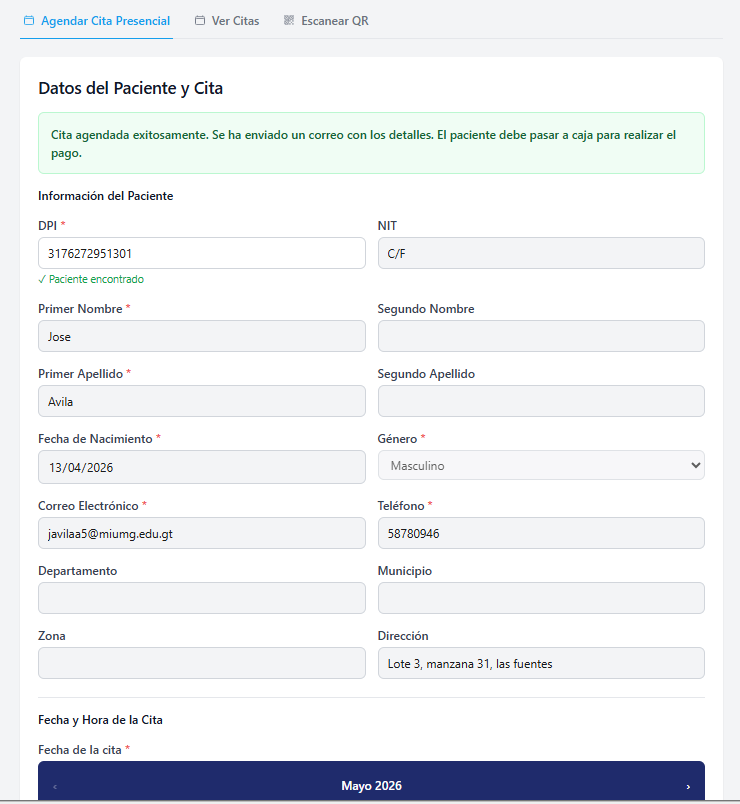 Agendar Cita Presencial Ver Citas Escanear QR
Datos del Paciente y Cita
Cita agendada exitosamente. Se ha enviado un correo con los detalles. El paciente debe pasar a caja para realizar el
pago.
Información del Paciente
DPI * NIT
3176272951301 C/F
✓ Paciente encontrado
Primer Nombre * Segundo Nombre
Jose
Primer Apellido * Segundo Apellido
Avila
Fecha de Nacimiento * Género *
13/04/2026 Masculino
Correo Electrónico * Teléfono *
javilaa5@miumg.edu.gt 58780946
Departamento Municipio
Zona Dirección
Lote 3, manzana 31, las fuentes
Fecha y Hora de la Cita
Fecha de la cita *
‹ Mayo 2026 ›